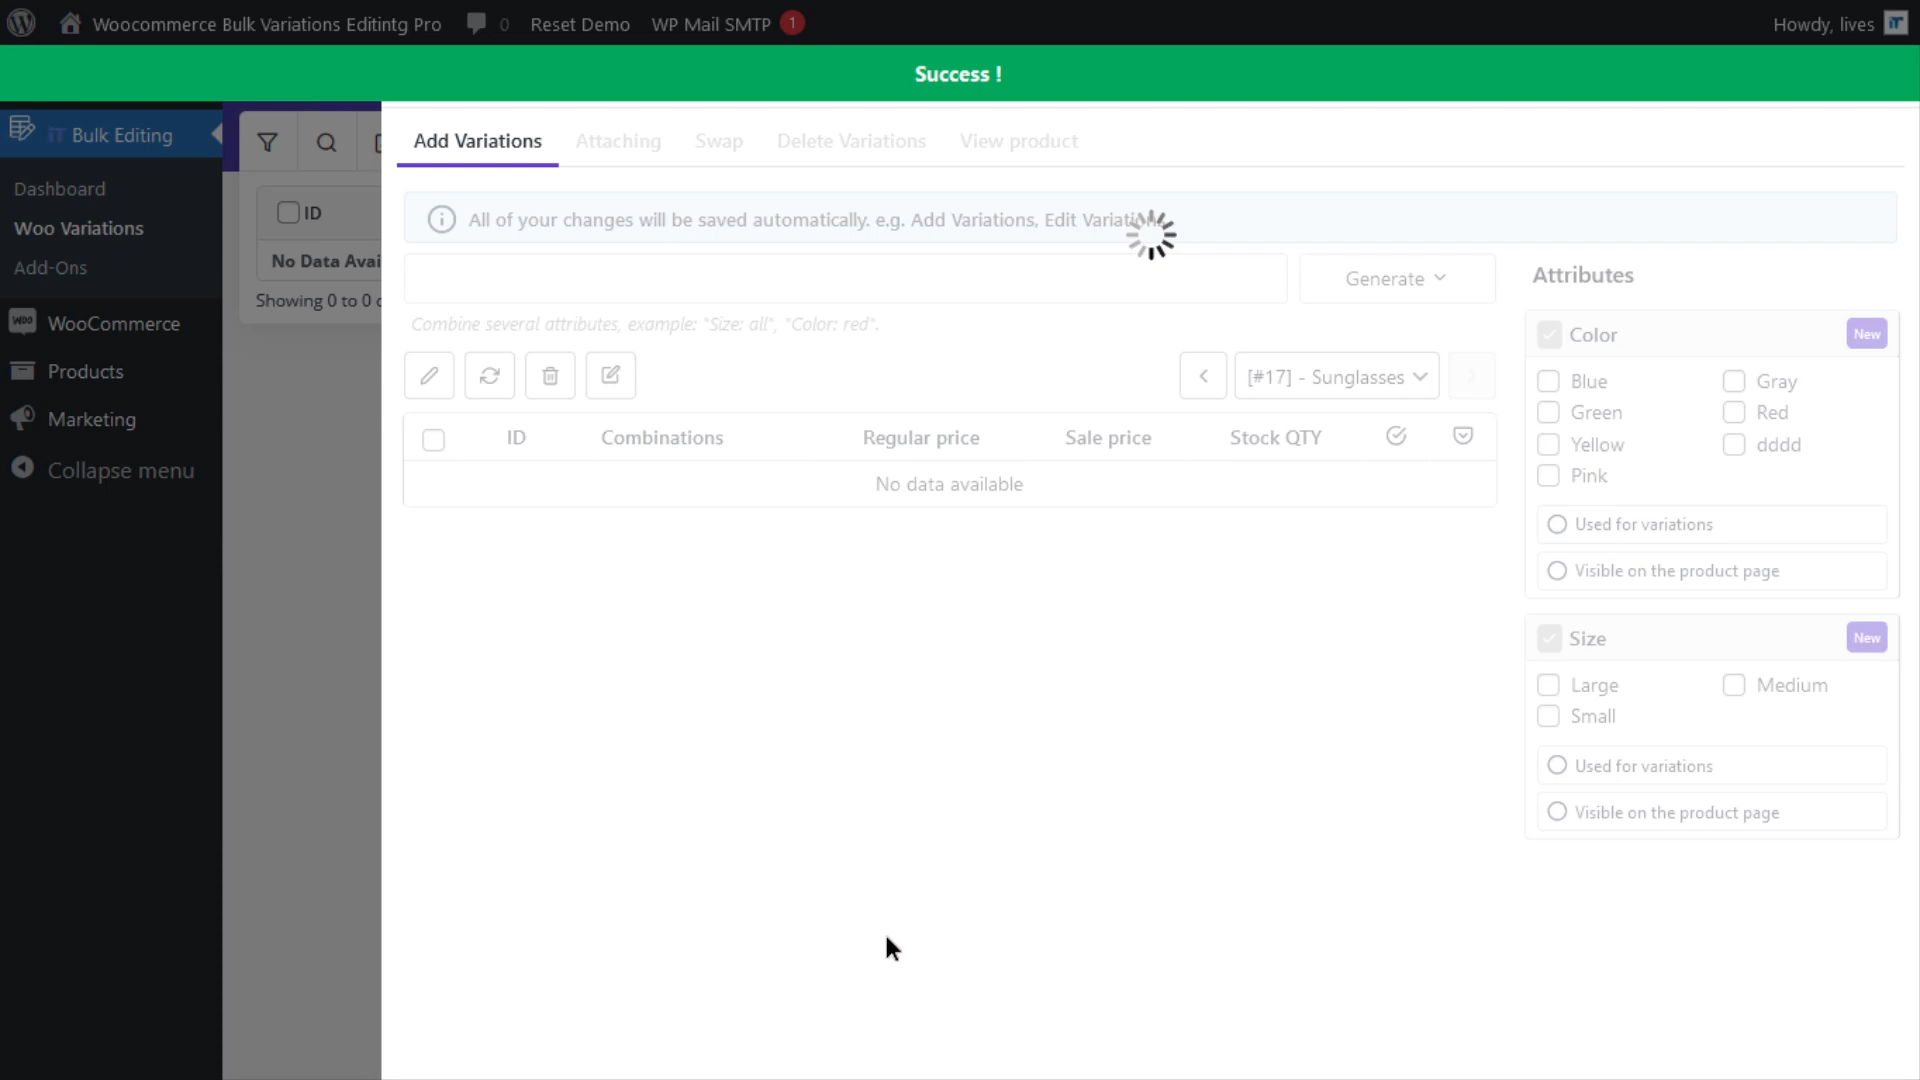 Woocommerce Bulk Variations Editintg Pro 0 Reset Demo WP Mail SMTP 1 Howdy, lives iT
Success !
iT Bulk Editing
Dashboard
Woo Variations
Add-Ons
WOO WooCommerce
Products
Marketing
Collapse menu
ID
No Data Avai
Showing 0 to 0
Add Variations Attaching Swap Delete Variations View product
All of your changes will be saved automatically. e.g. Add Variations, Edit Variation
Generate
Combine several attributes, example: "Size: all", "Color: red".
[#17] - Sunglasses
ID Combinations Regular price Sale price Stock QTY
No data available
Attributes
Color New
Blue Gray
Green Red
Yellow dddd
Pink
Used for variations
Visible on the product page
Size New
Large Medium
Small
Used for variations
Visible on the product page